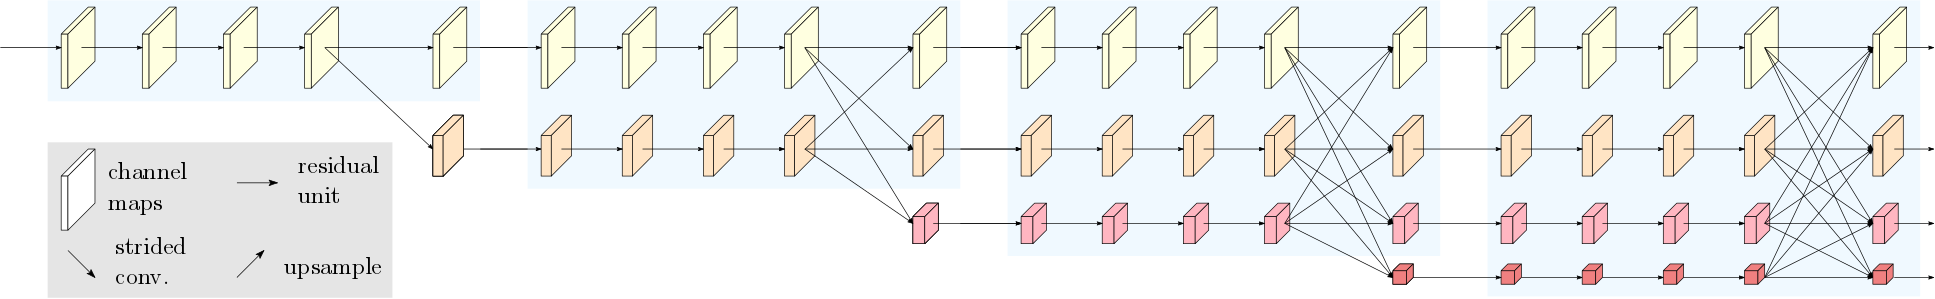 channel
maps
residual
unit
strided
conv.
upsample